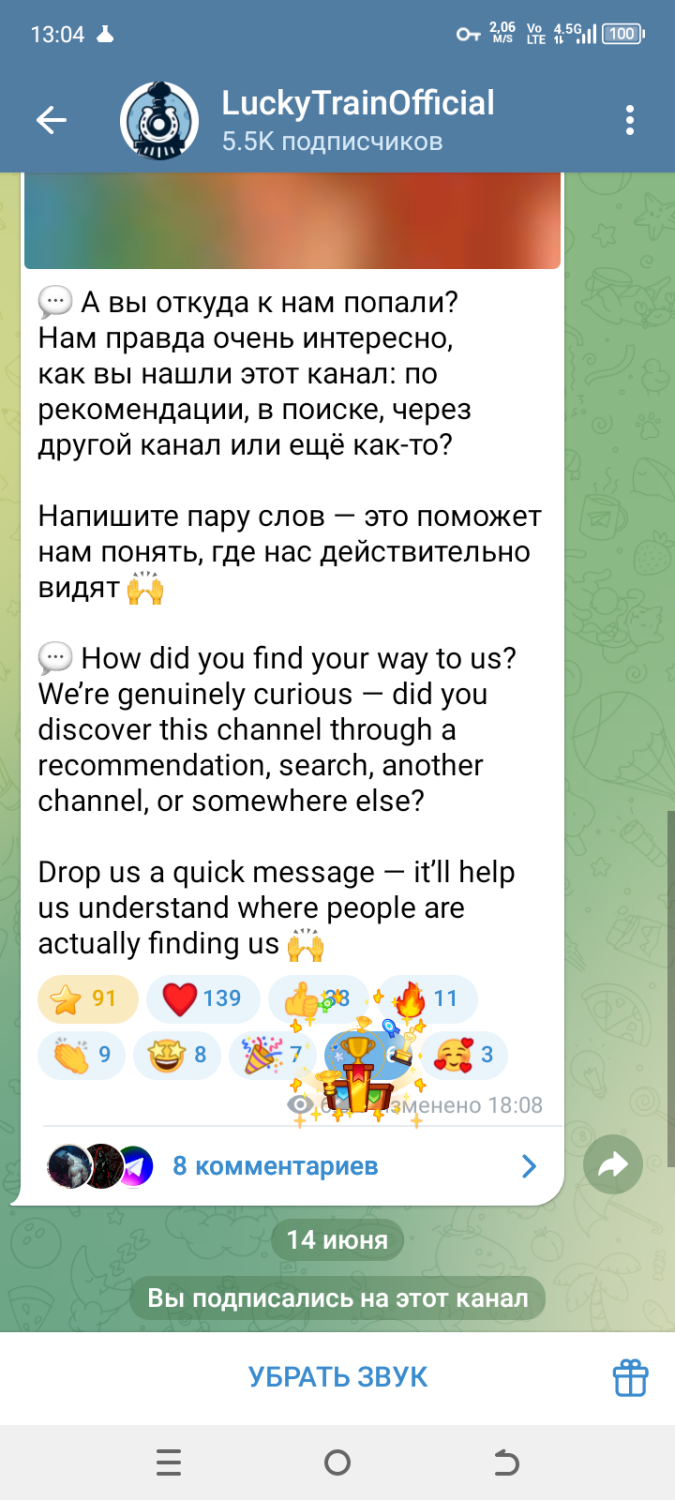 13:04
2,06 M/S Vo LTE 4.5G 100
LuckyTrainOfficial
5.5K подписчиков
А вы откуда к нам попали?
Нам правда очень интересно,
как вы нашли этот канал: по
рекомендации, в поиске, через
другой канал или ещё как-то?
Напишите пару слов — это поможет
нам понять, где нас действительно
видят 🙌
How did you find your way to us?
We’re genuinely curious — did you
discover this channel through a
recommendation, search, another
channel, or somewhere else?
Drop us a quick message — it’ll help
us understand where people are
actually finding us 🙌
91 139 33 11
9 8 7 3
18:08
8 комментариев
14 июня
Вы подписались на этот канал
УБРАТЬ ЗВУК